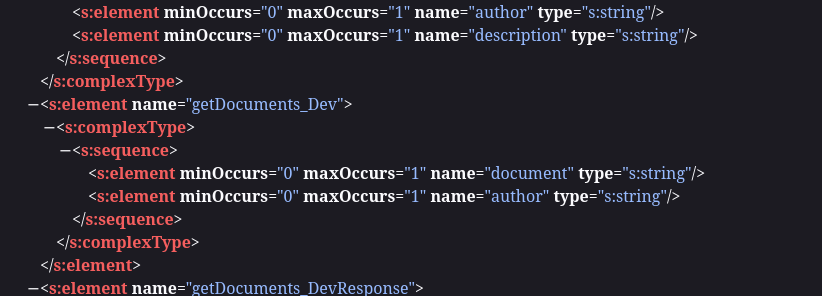 <s:element minOccurs="0" maxOccurs="1" name="author" type="s:string"/>
<s:element minOccurs="0" maxOccurs="1" name="description" type="s:string"/>
</s:sequence>
</s:complexType>
−<s:element name="getDocuments_Dev">
−<s:complexType>
−<s:sequence>
<s:element minOccurs="0" maxOccurs="1" name="document" type="s:string"/>
<s:element minOccurs="0" maxOccurs="1" name="author" type="s:string"/>
</s:sequence>
</s:complexType>
</s:element>
−<s:element name="getDocuments_DevResponse">